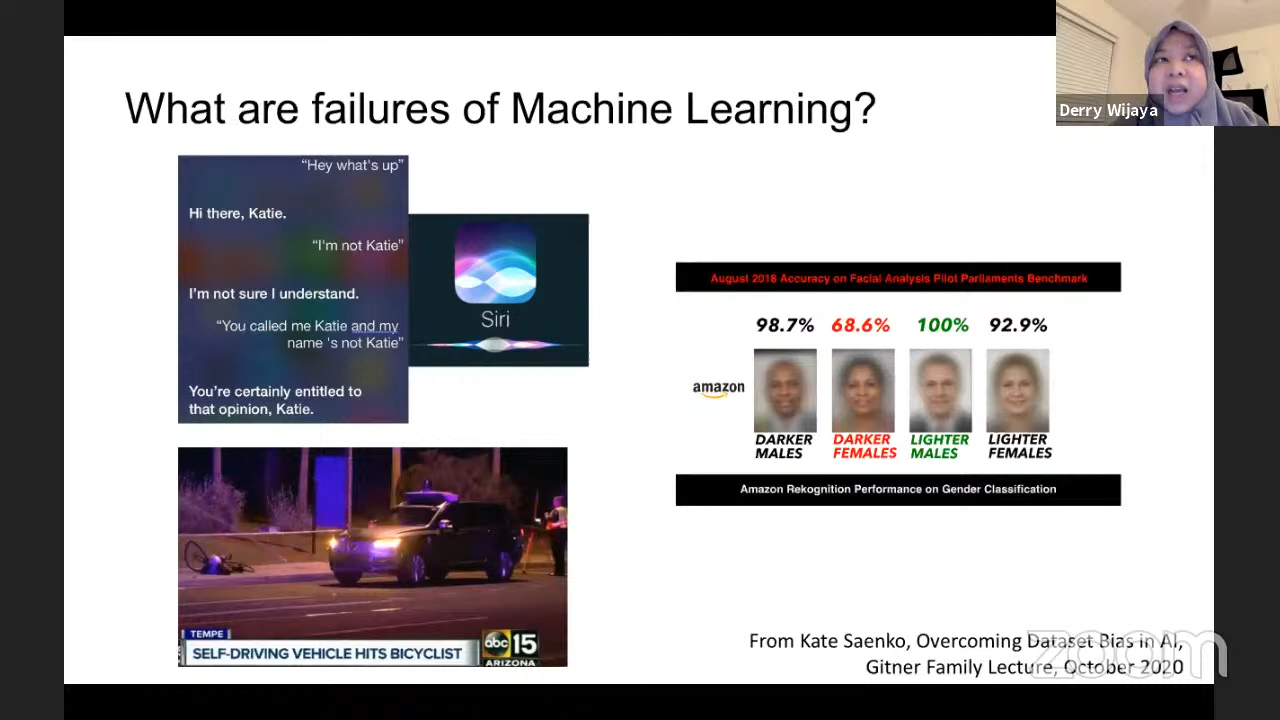 What are failures of Machine Learning?
Derry Wijaya
“Hey what's up”
Hi there, Katie.
“I'm not Katie”
I'm not sure I understand.
“You called me Katie and my
name 's not Katie”
You're certainly entitled to
that opinion, Katie.
Siri
August 2018 Accuracy on Facial Analysis Pilot Parliaments Benchmark
98.7% 68.6% 100% 92.9%
amazon
DARKER DARKER LIGHTER LIGHTER
MALES FEMALES MALES FEMALES
Amazon Rekognition Performance on Gender Classification
TEMPE
SELF-DRIVING VEHICLE HITS BICYCLIST
abc 15
ARIZONA
From Kate Saenko, Overcoming Dataset Bias in AI,
Gitner Family Lecture, October 2020
zoom